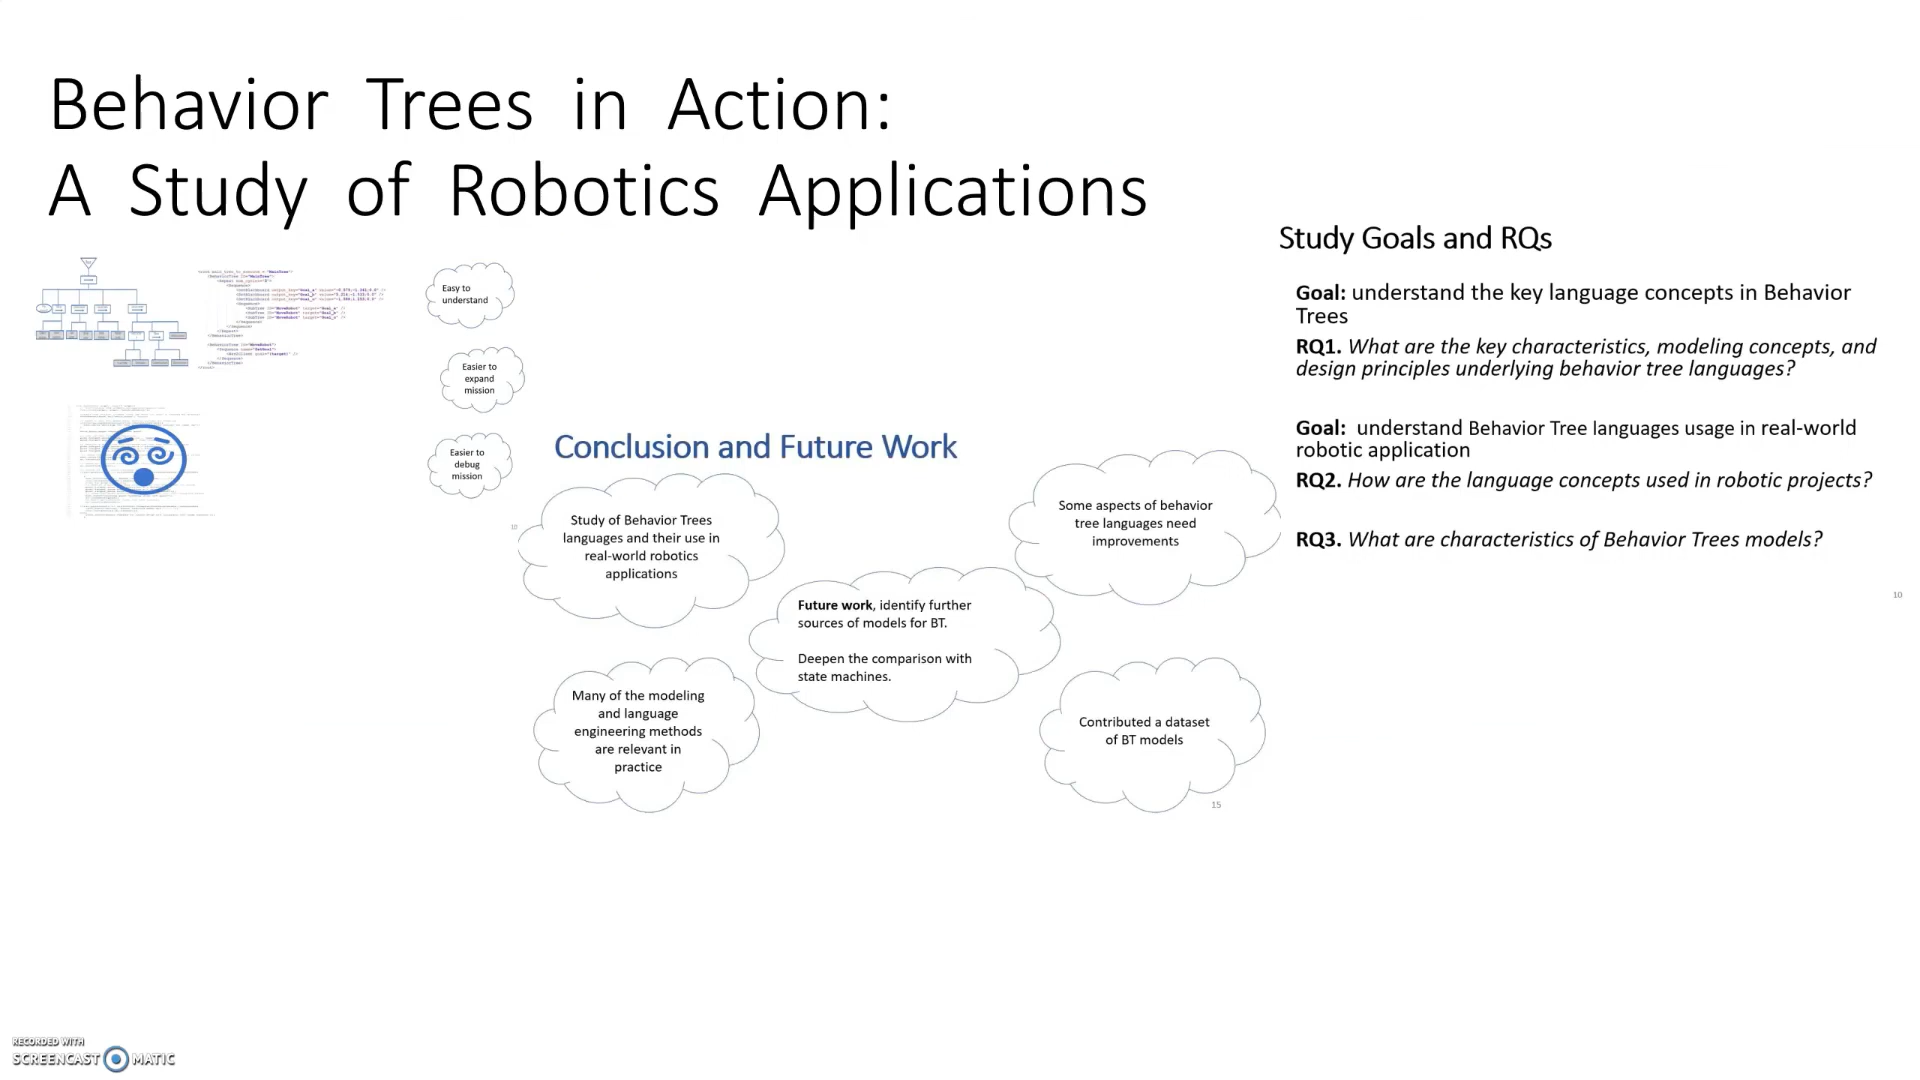 Behavior Trees in Action:
A Study of Robotics Applications
Easy to
understand
Easier to
expand
mission
Easier to
debug
mission
10
Conclusion and Future Work
Study of Behavior Trees
languages and their use in
real-world robotics
applications
Some aspects of behavior
tree languages need
improvements
Future work, identify further
sources of models for BT.
Deepen the comparison with
state machines.
Many of the modeling
and language
engineering methods
are relevant in
practice
Contributed a dataset
of BT models
15
Study Goals and RQs
Goal: understand the key language concepts in Behavior
Trees
RQ1. What are the key characteristics, modeling concepts, and
design principles underlying behavior tree languages?
Goal: understand Behavior Tree languages usage in real-world
robotic application
RQ2. How are the language concepts used in robotic projects?
RQ3. What are characteristics of Behavior Trees models?
10
RECORDED WITH
SCREENCAST MATIC